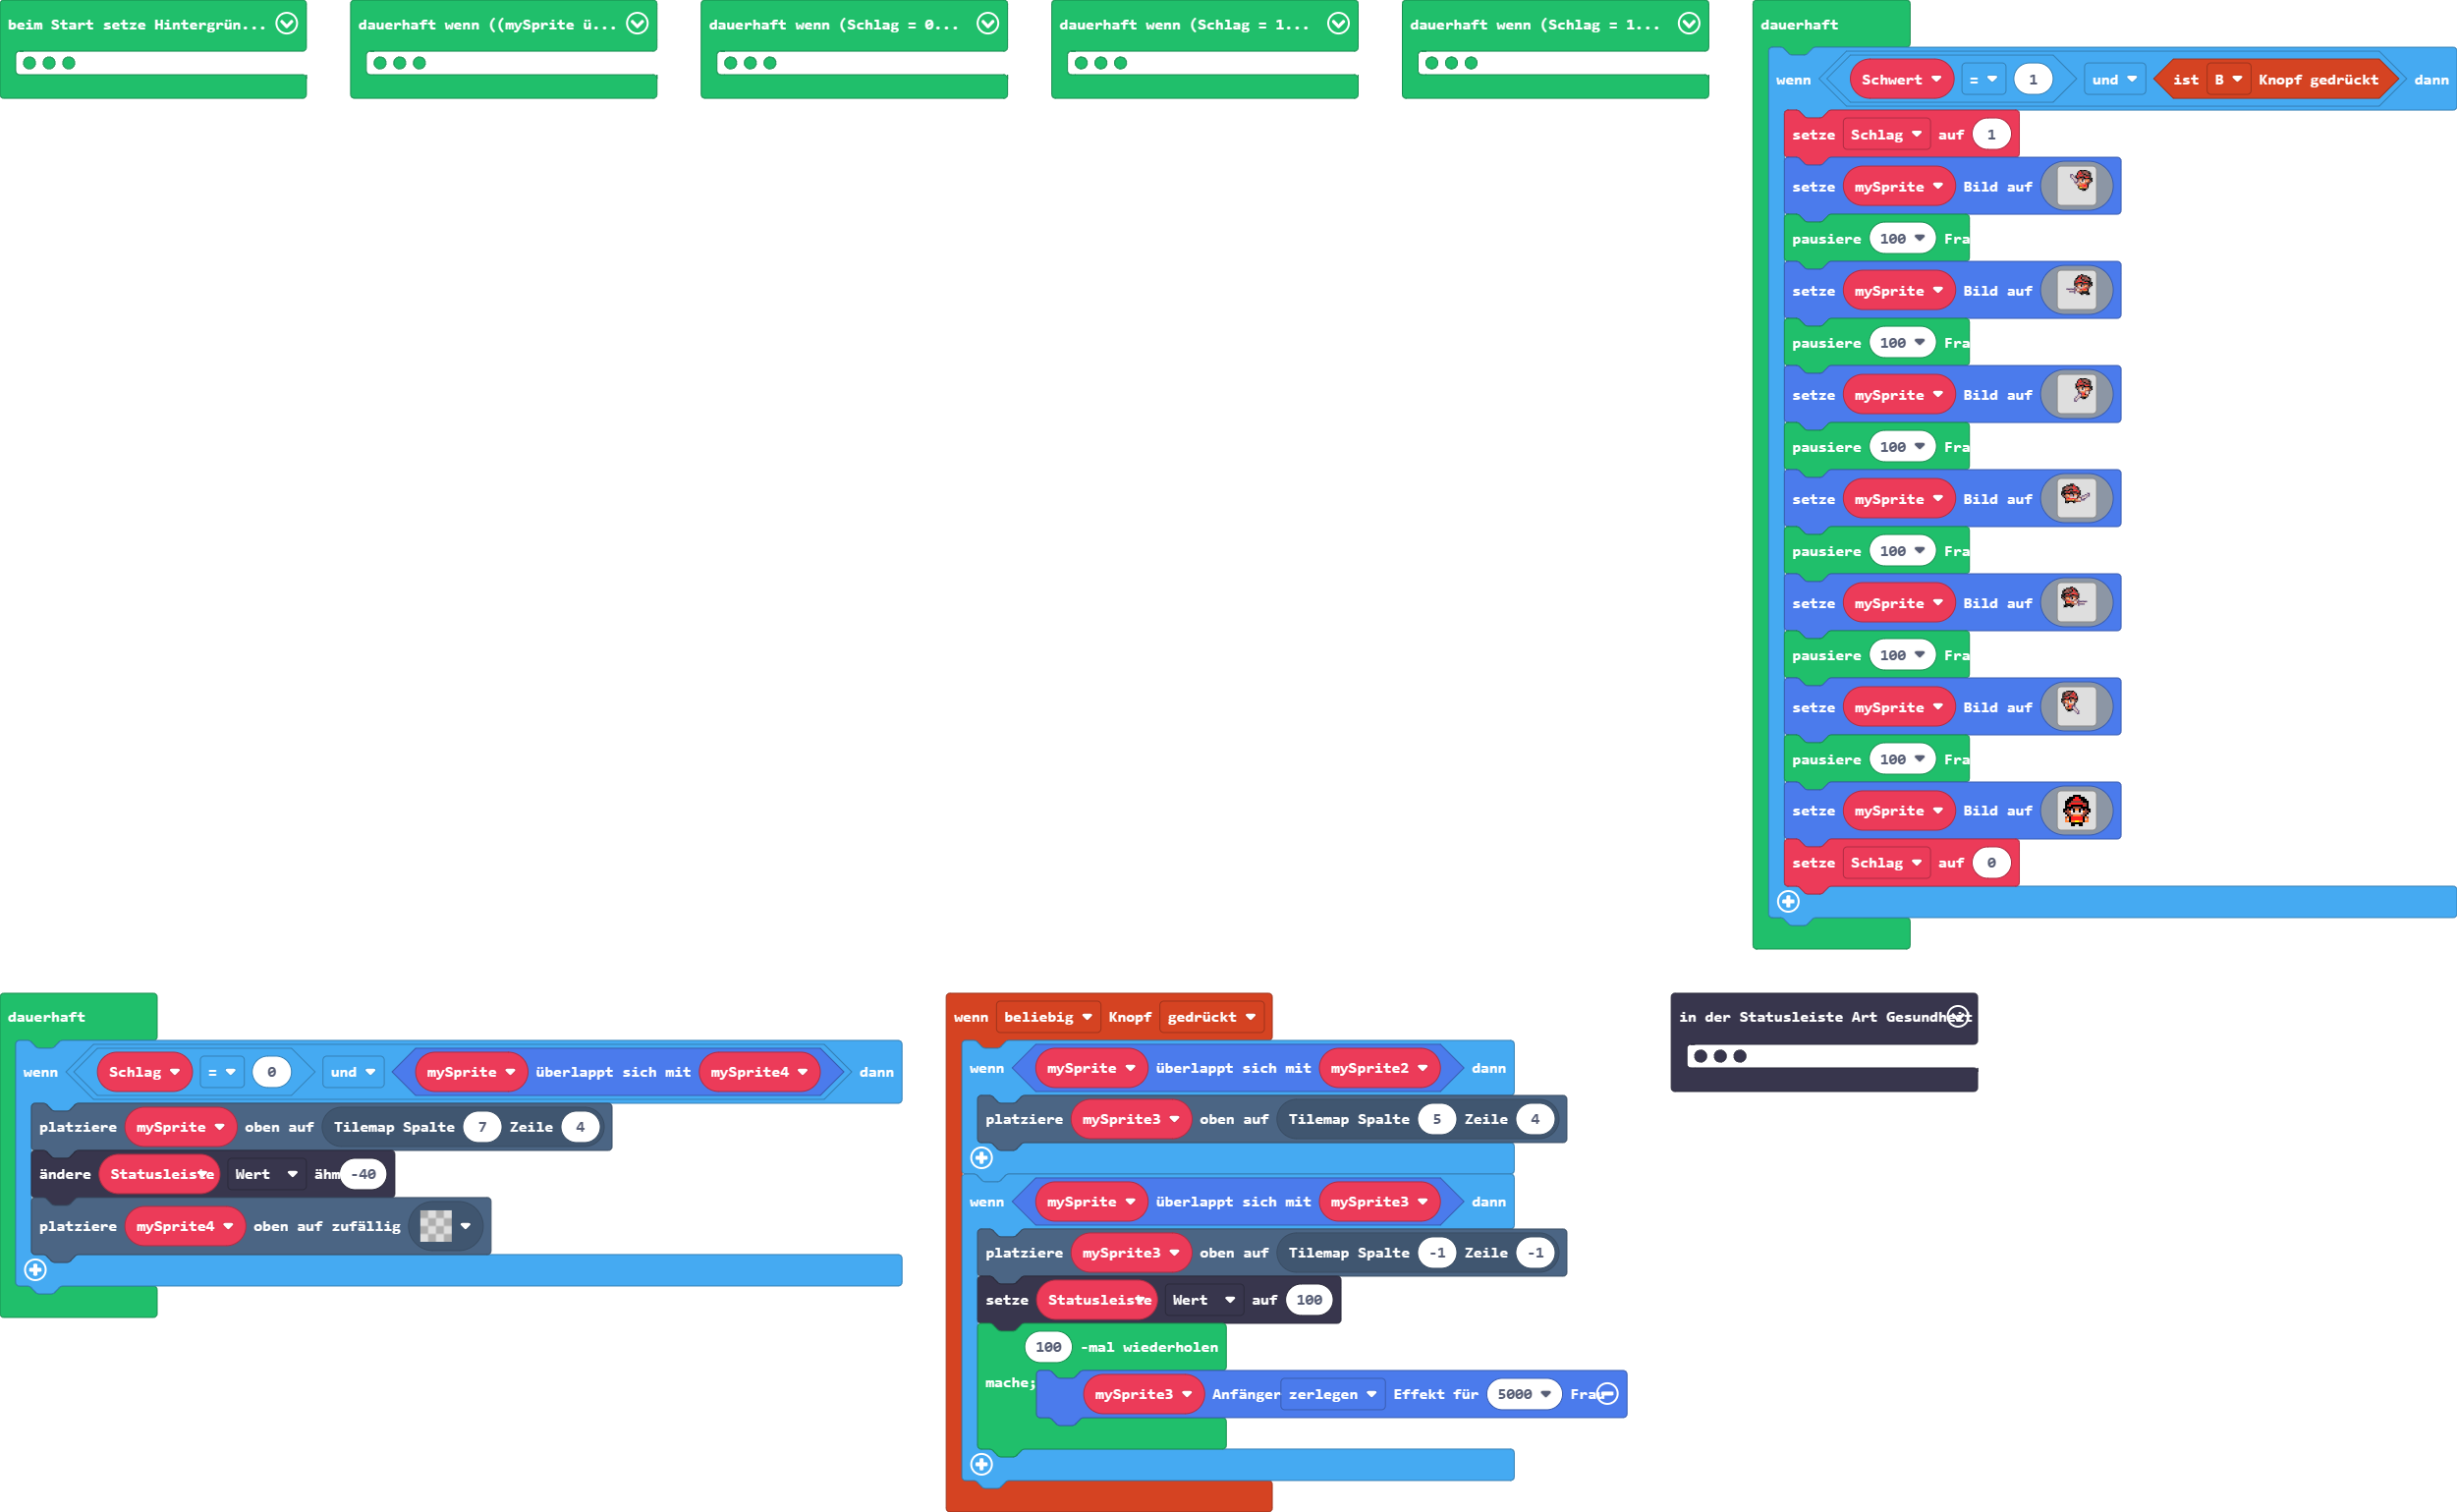 beim Start setze Hintergrün...
dauerhaft wenn ((mySprite ü...
dauerhaft wenn (Schlag = 0...
dauerhaft wenn (Schlag = 1...
dauerhaft wenn (Schlag = 1...
dauerhaft
wenn Schwert = 1 und ist B Knopf gedrückt dann
setze Schlag auf 1
setze mySprite Bild auf
pausiere 100 Fra
setze mySprite Bild auf
pausiere 100 Fra
setze mySprite Bild auf
pausiere 100 Fra
setze mySprite Bild auf
pausiere 100 Fra
setze mySprite Bild auf
pausiere 100 Fra
setze mySprite Bild auf
pausiere 100 Fra
setze mySprite Bild auf
setze Schlag auf 0
dauerhaft
wenn Schlag = 0 und mySprite überlappt sich mit mySprite4 dann
platziere mySprite oben auf Tilemap Spalte 7 Zeile 4
ändere Statusleiste Wert ähm -40
platziere mySprite4 oben auf zufällig
wenn beliebig Knopf gedrückt
wenn mySprite überlappt sich mit mySprite2 dann
platziere mySprite3 oben auf Tilemap Spalte 5 Zeile 4
wenn mySprite überlappt sich mit mySprite3 dann
platziere mySprite3 oben auf Tilemap Spalte -1 Zeile -1
setze Statusleiste Wert auf 100
100 -mal wiederholen
mache;
mySprite3 Anfänger zerlegen Effekt für 5000 Frau
in der Statusleiste Art Gesundheit